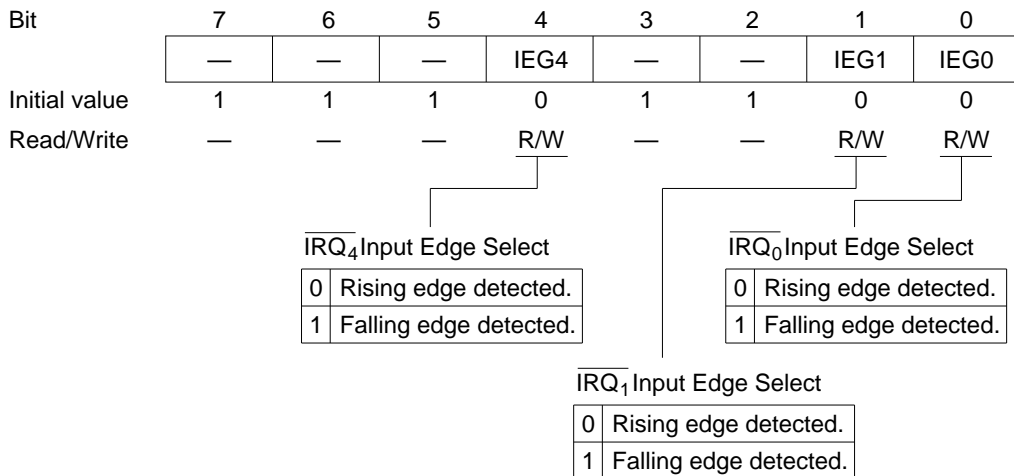 Bit 7 6 5 4 3 2 1 0
— — — IEG4 — — IEG1 IEG0
Initial value 1 1 1 0 1 1 0 0
Read/Write — — — R/W — — R/W R/W
IRQ4 Input Edge Select
0 Rising edge detected.
1 Falling edge detected.
IRQ0 Input Edge Select
0 Rising edge detected.
1 Falling edge detected.
IRQ1 Input Edge Select
0 Rising edge detected.
1 Falling edge detected.